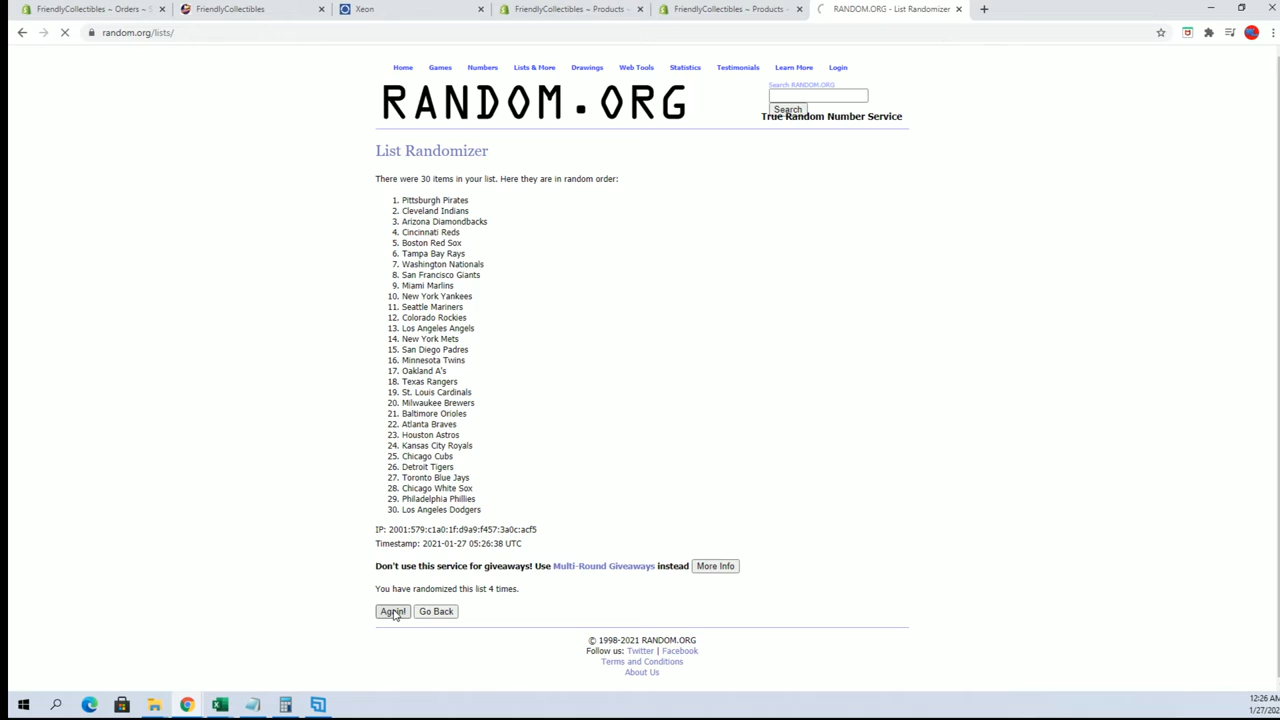 FriendlyCollectibles ~ Orders ~ S
FriendlyCollectibles
Xeon
FriendlyCollectibles ~ Products ~
FriendlyCollectibles ~ Products ~
RANDOM.ORG - List Randomizer
random.org/lists/
Home Games Numbers Lists & More Drawings Web Tools Statistics Testimonials Learn More Login
RANDOM.ORG
Search RANDOM.ORG
Search
True Random Number Service
List Randomizer
There were 30 items in your list. Here they are in random order:
1. Pittsburgh Pirates
2. Cleveland Indians
3. Arizona Diamondbacks
4. Cincinnati Reds
5. Boston Red Sox
6. Tampa Bay Rays
7. Washington Nationals
8. San Francisco Giants
9. Miami Marlins
10. New York Yankees
11. Seattle Mariners
12. Colorado Rockies
13. Los Angeles Angels
14. New York Mets
15. San Diego Padres
16. Minnesota Twins
17. Oakland A's
18. Texas Rangers
19. St. Louis Cardinals
20. Milwaukee Brewers
21. Baltimore Orioles
22. Atlanta Braves
23. Houston Astros
24. Kansas City Royals
25. Chicago Cubs
26. Detroit Tigers
27. Toronto Blue Jays
28. Chicago White Sox
29. Philadelphia Phillies
30. Los Angeles Dodgers
IP: 2001:579:c1a0:1f:d9a9:f457:3a0c:acf5
Timestamp: 2021-01-27 05:26:38 UTC
Don't use this service for giveaways! Use Multi-Round Giveaways instead More Info
You have randomized this list 4 times.
Again! Go Back
© 1998-2021 RANDOM.ORG
Follow us: Twitter | Facebook
Terms and Conditions
About Us
12:26 AM
1/27/202